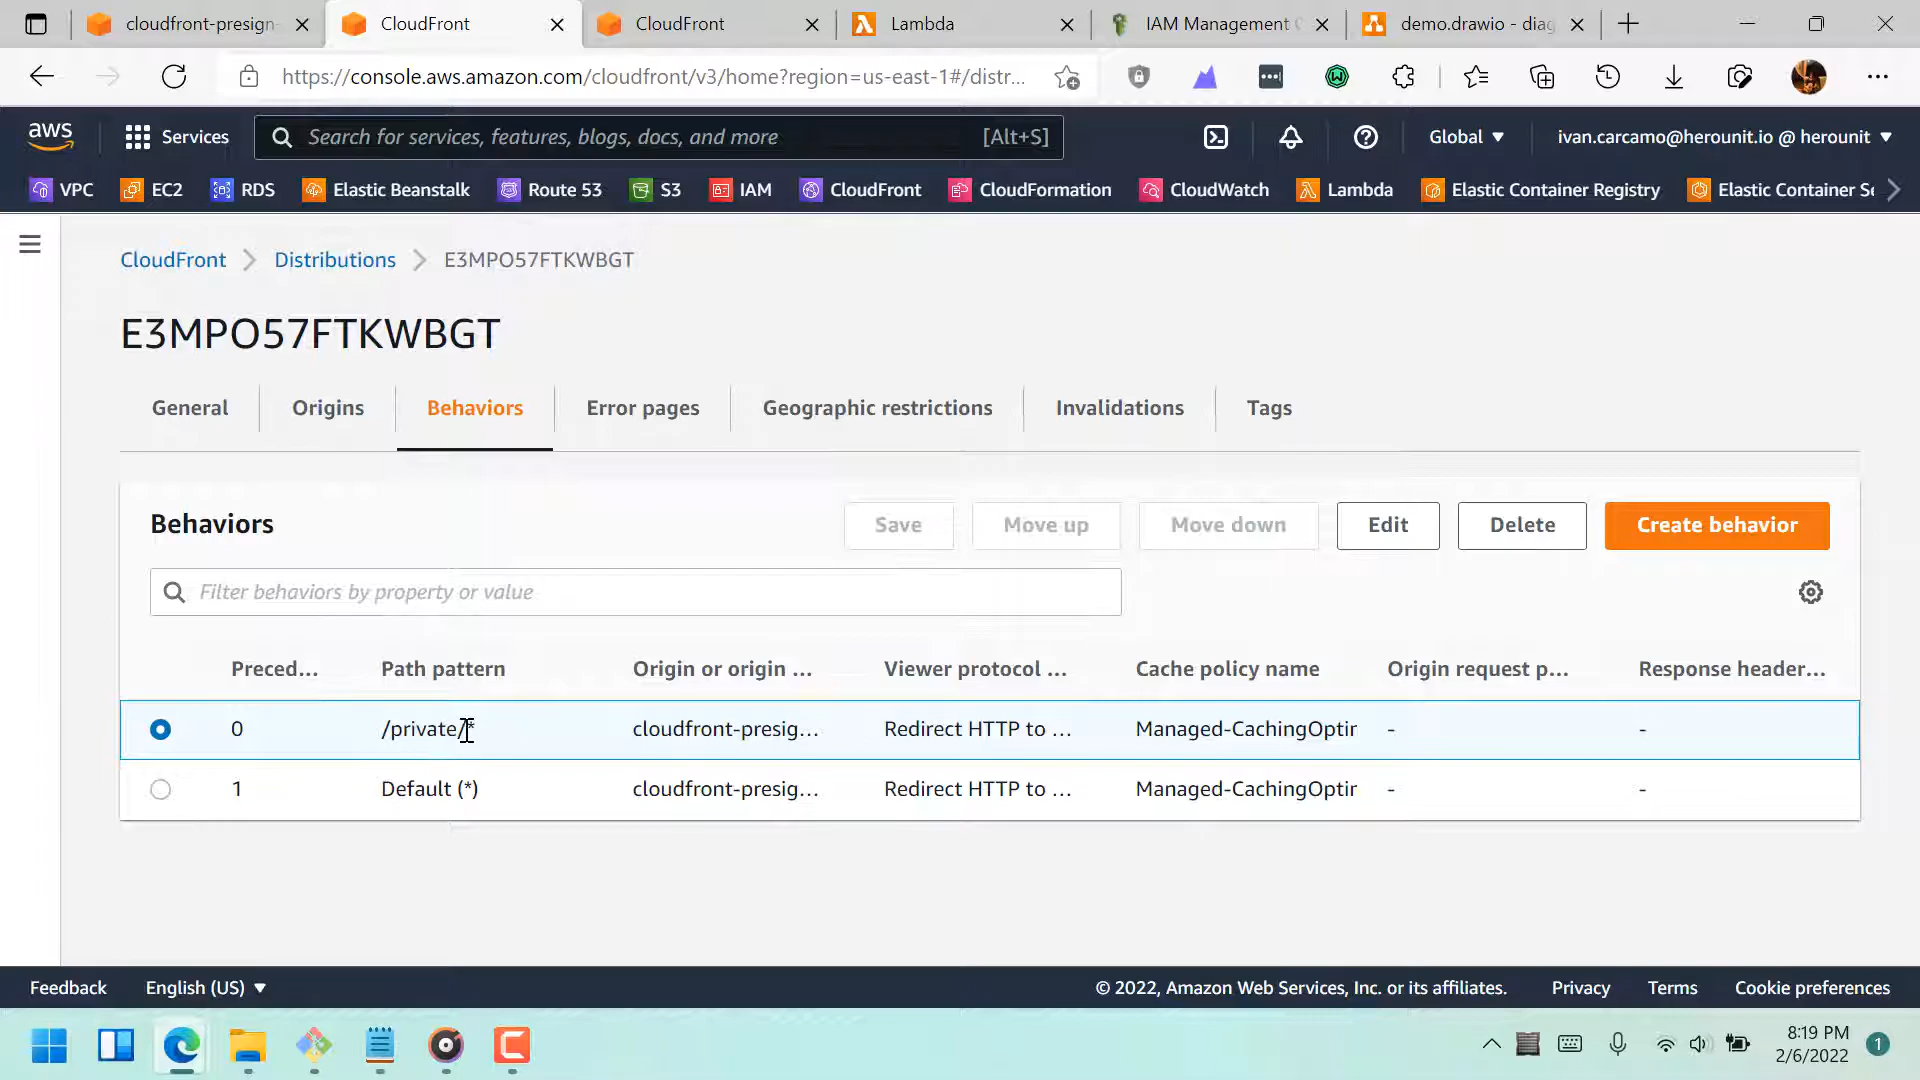 cloudfront-presign
CloudFront
CloudFront
Lambda
IAM Management C
demo.drawio - diag
https://console.aws.amazon.com/cloudfront/v3/home?region=us-east-1#/distr...
aws
Services
Search for services, features, blogs, docs, and more
[Alt+S]
Global
ivan.carcamo@herounit.io @ herounit
VPC
EC2
RDS
Elastic Beanstalk
Route 53
S3
IAM
CloudFront
CloudFormation
CloudWatch
Lambda
Elastic Container Registry
Elastic Container Se
CloudFront
Distributions
E3MPO57FTKWBGT
E3MPO57FTKWBGT
General
Origins
Behaviors
Error pages
Geographic restrictions
Invalidations
Tags
Behaviors
Save
Move up
Move down
Edit
Delete
Create behavior
Filter behaviors by property or value
Preced...
Path pattern
Origin or origin ...
Viewer protocol ...
Cache policy name
Origin request p...
Response header...
0
/private/*
cloudfront-presig...
Redirect HTTP to ...
Managed-CachingOptir
-
-
1
Default (*)
cloudfront-presig...
Redirect HTTP to ...
Managed-CachingOptir
-
-
Feedback
English (US)
© 2022, Amazon Web Services, Inc. or its affiliates.
Privacy
Terms
Cookie preferences
8:19 PM
2/6/2022
1